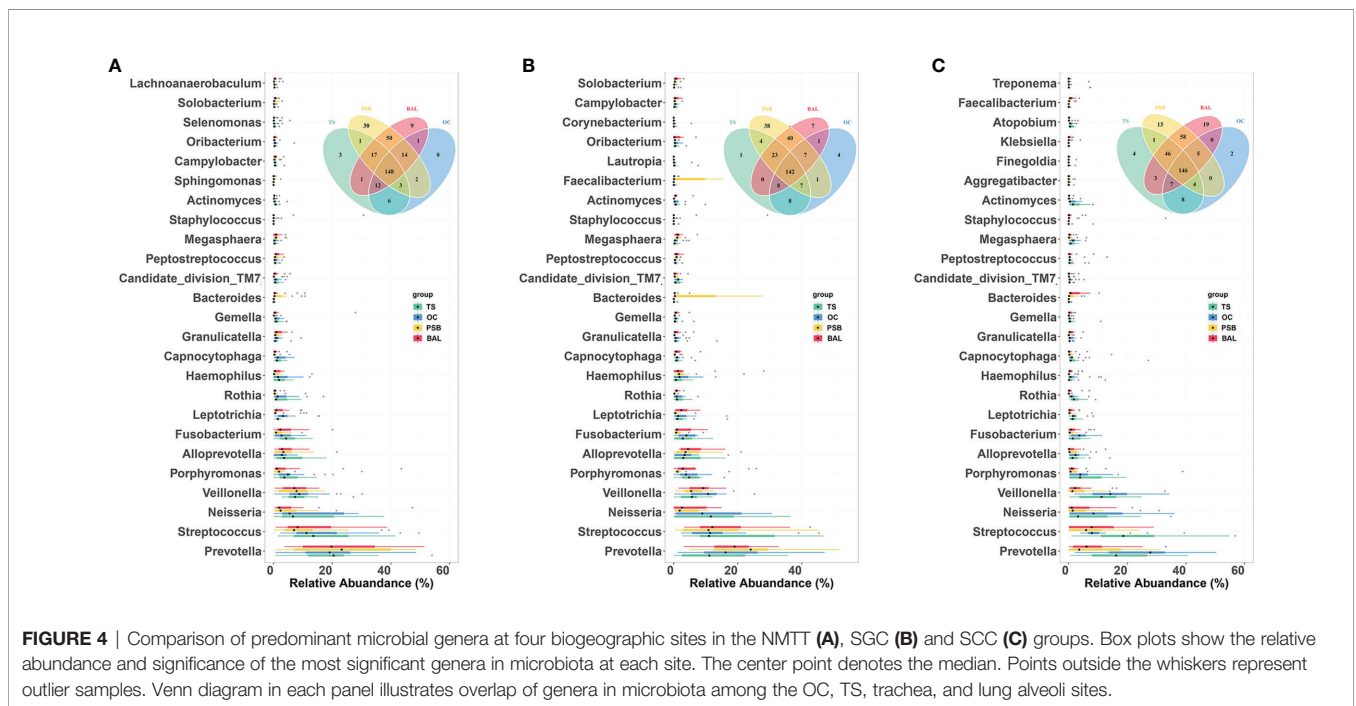 A
Lachnoanaerobaculum
Solobacterium
Selenomonas
Oribacterium
Campylobacter
Sphingomonas
Actinomyces
Staphylococcus
Megasphaera
Peptostreptococcus
Candidate_division_TM7
Bacteroides
Gemella
Granulicatella
Capnocytophaga
Haemophilus
Rothia
Leptotrichia
Fusobacterium
Alloprevotella
Porphyromonas
Veillonella
Neisseria
Streptococcus
Prevotella
PSB BAL
TS OC
30 9
1 50 1
3 17 14 0
148
1 12 3 2
6
group
TS
OC
PSB
BAL
0 20 40 60
Relative Abuandance (%)
B
Solobacterium
Campylobacter
Corynebacterium
Oribacterium
Lautropia
Faecalibacterium
Actinomyces
Staphylococcus
Megasphaera
Peptostreptococcus
Candidate_division_TM7
Bacteroides
Gemella
Granulicatella
Capnocytophaga
Haemophilus
Rothia
Leptotrichia
Fusobacterium
Alloprevotella
Porphyromonas
Veillonella
Neisseria
Streptococcus
Prevotella
PSB BAL
TS OC
38 7
4 40 1
1 23 7 4
142
0 8 7 1
8
group
TS
OC
PSB
BAL
0 20 40
Relative Abuandance (%)
C
Treponema
Faecalibacterium
Atopobium
Klebsiella
Finegoldia
Aggregatibacter
Actinomyces
Staphylococcus
Megasphaera
Peptostreptococcus
Candidate_division_TM7
Bacteroides
Gemella
Granulicatella
Capnocytophaga
Haemophilus
Rothia
Leptotrichia
Fusobacterium
Alloprevotella
Porphyromonas
Veillonella
Neisseria
Streptococcus
Prevotella
PSB BAL
TS OC
13 19
1 58 0
4 46 5 2
146
3 7 4 0
8
group
TS
OC
PSB
BAL
0 20 40 60
Relative Abuandance (%)
FIGURE 4 | Comparison of predominant microbial genera at four biogeographic sites in the NMTT (A), SGC (B) and SCC (C) groups. Box plots show the relative
abundance and significance of the most significant genera in microbiota at each site. The center point denotes the median. Points outside the whiskers represent
outlier samples. Venn diagram in each panel illustrates overlap of genera in microbiota among the OC, TS, trachea, and lung alveoli sites.